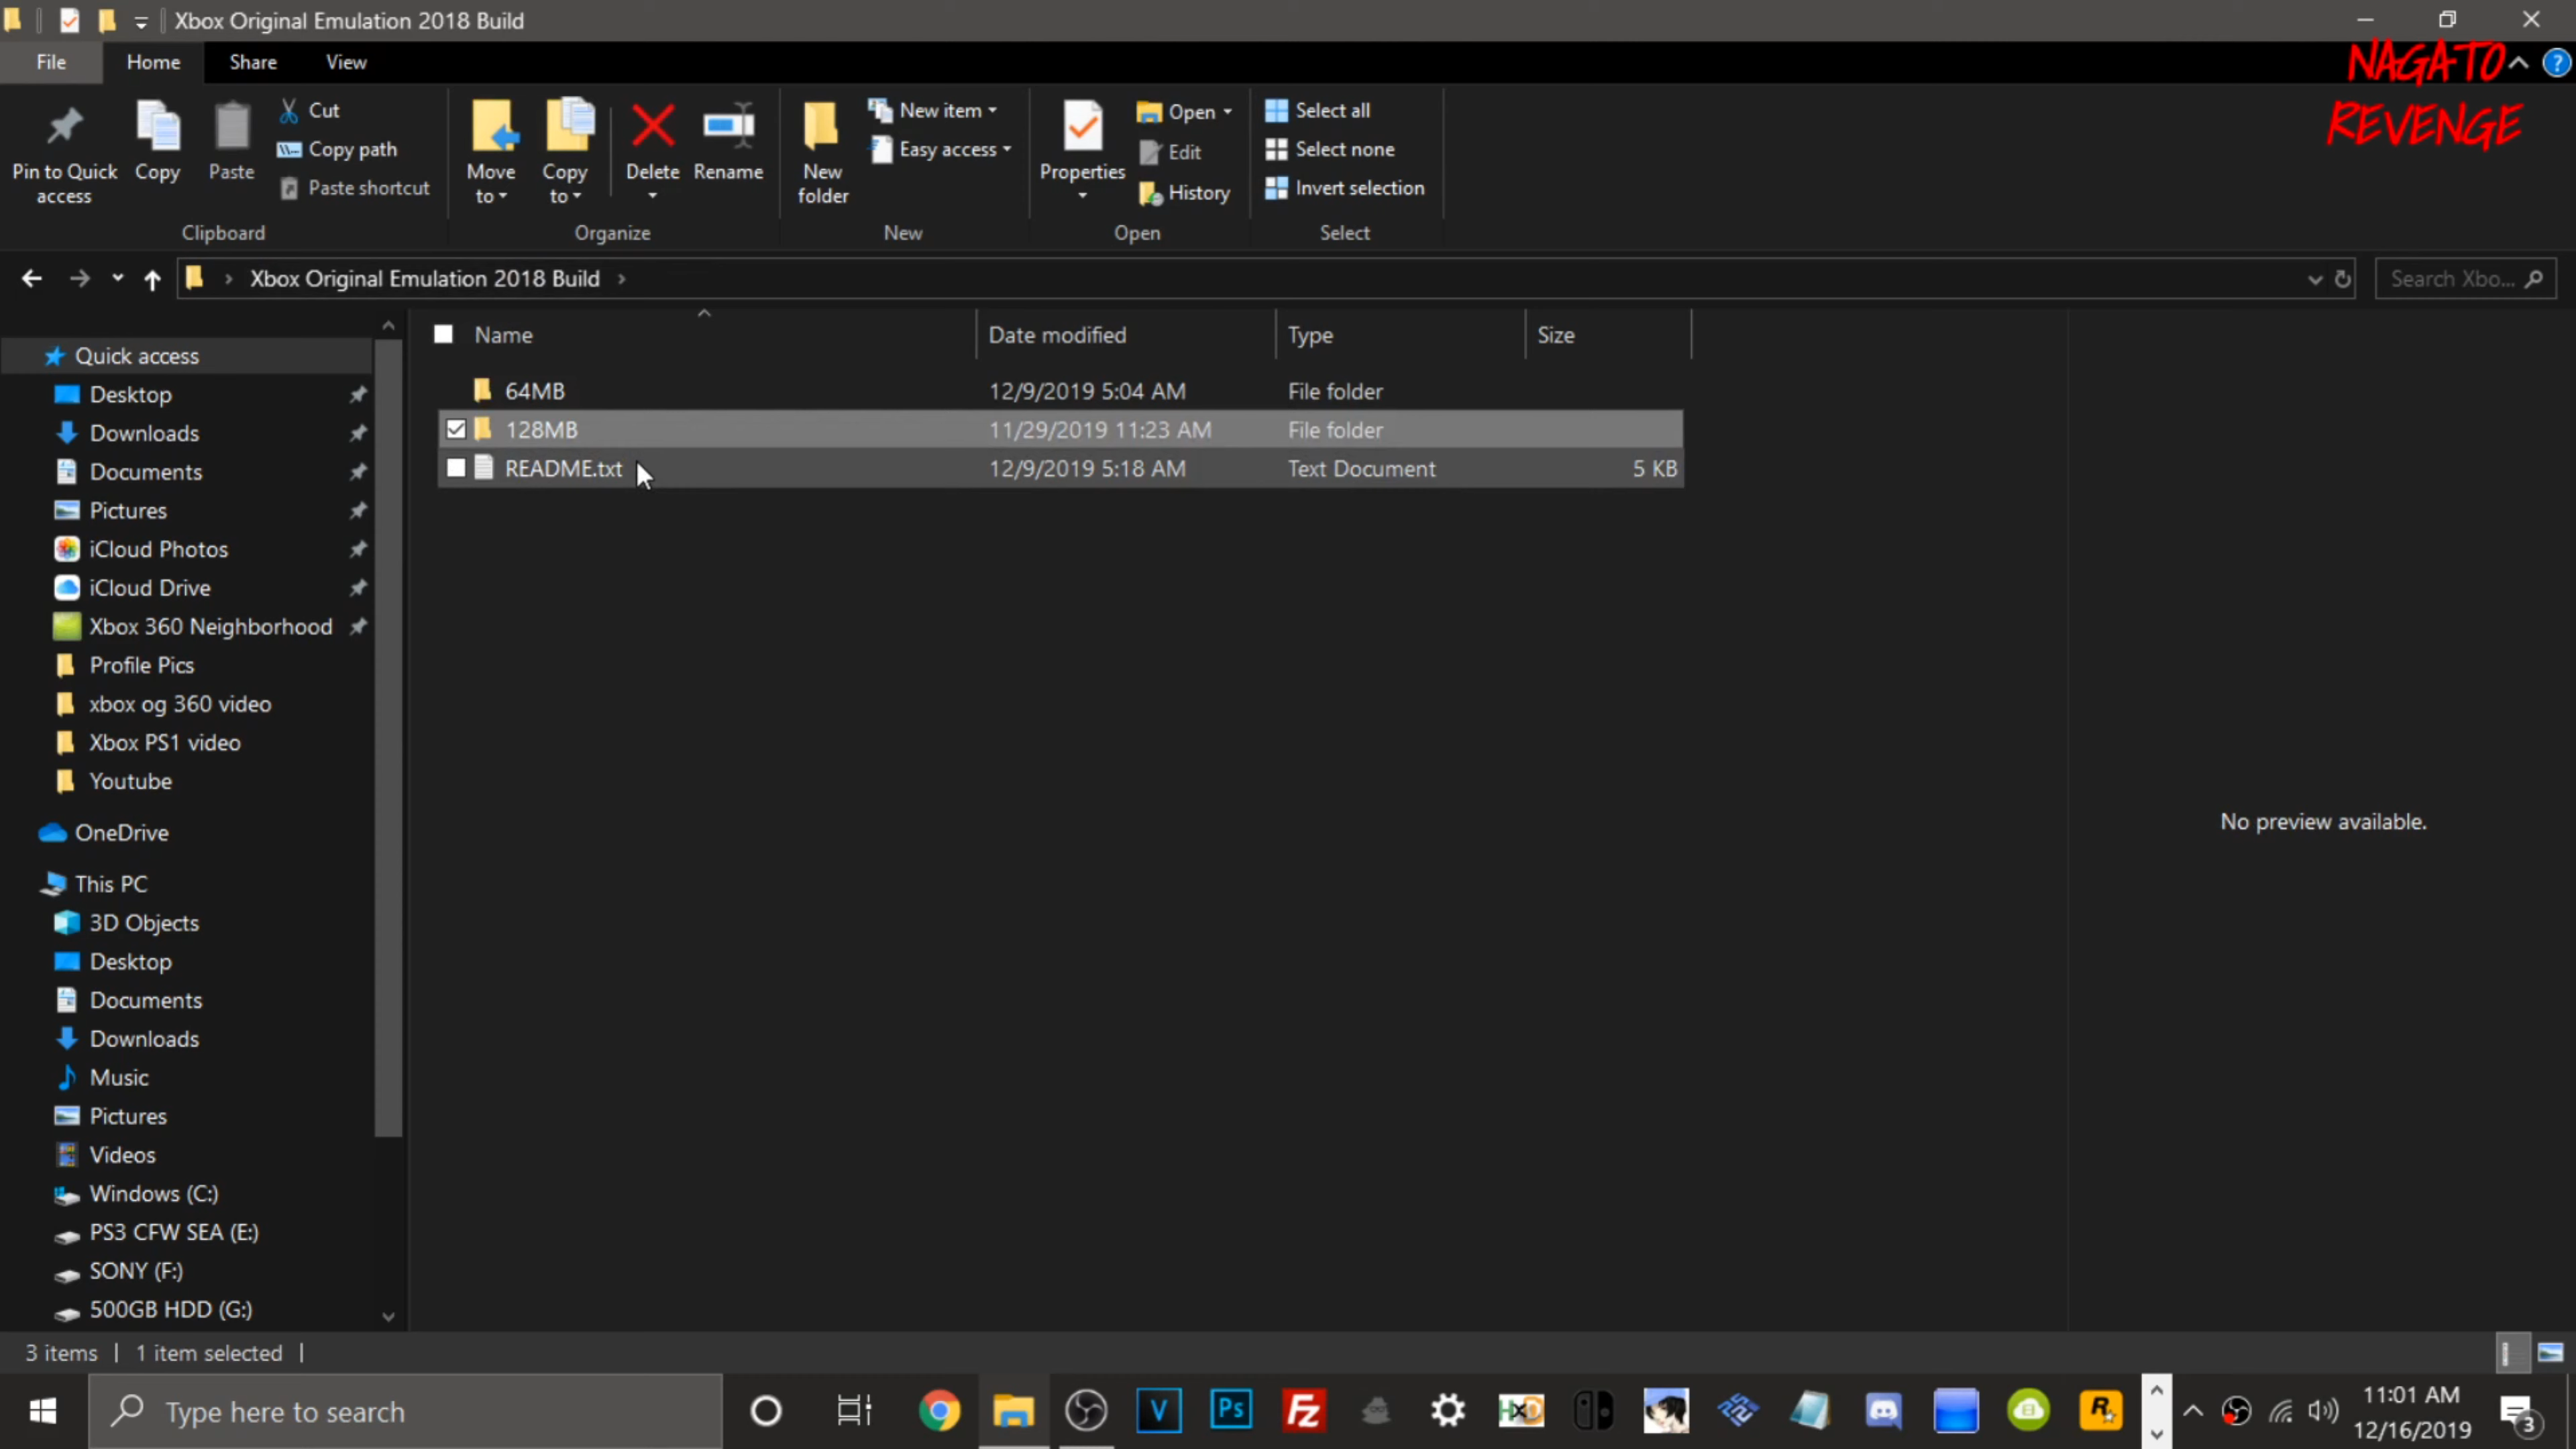 Xbox Original Emulation 2018 Build
File Home Share View
NAGATO
REVENGE
Pin to Quick access
Copy
Paste
Cut
Copy path
Paste shortcut
Clipboard
Move to
Copy to
Delete
Rename
Organize
New folder
New item
Easy access
New
Properties
Open
Edit
History
Open
Select all
Select none
Invert selection
Select
Xbox Original Emulation 2018 Build
Search Xbo...
Name Date modified Type Size
64MB 12/9/2019 5:04 AM File folder
128MB 11/29/2019 11:23 AM File folder
README.txt 12/9/2019 5:18 AM Text Document 5 KB
Quick access
Desktop
Downloads
Documents
Pictures
iCloud Photos
iCloud Drive
Xbox 360 Neighborhood
Profile Pics
xbox og 360 video
Xbox PS1 video
Youtube
OneDrive
This PC
3D Objects
Desktop
Documents
Downloads
Music
Pictures
Videos
Windows (C:)
PS3 CFW SEA (E:)
SONY (F:)
500GB HDD (G:)
No preview available.
3 items 1 item selected
Type here to search
V
Ps
Fz
HxD
R
11:01 AM
12/16/2019
3